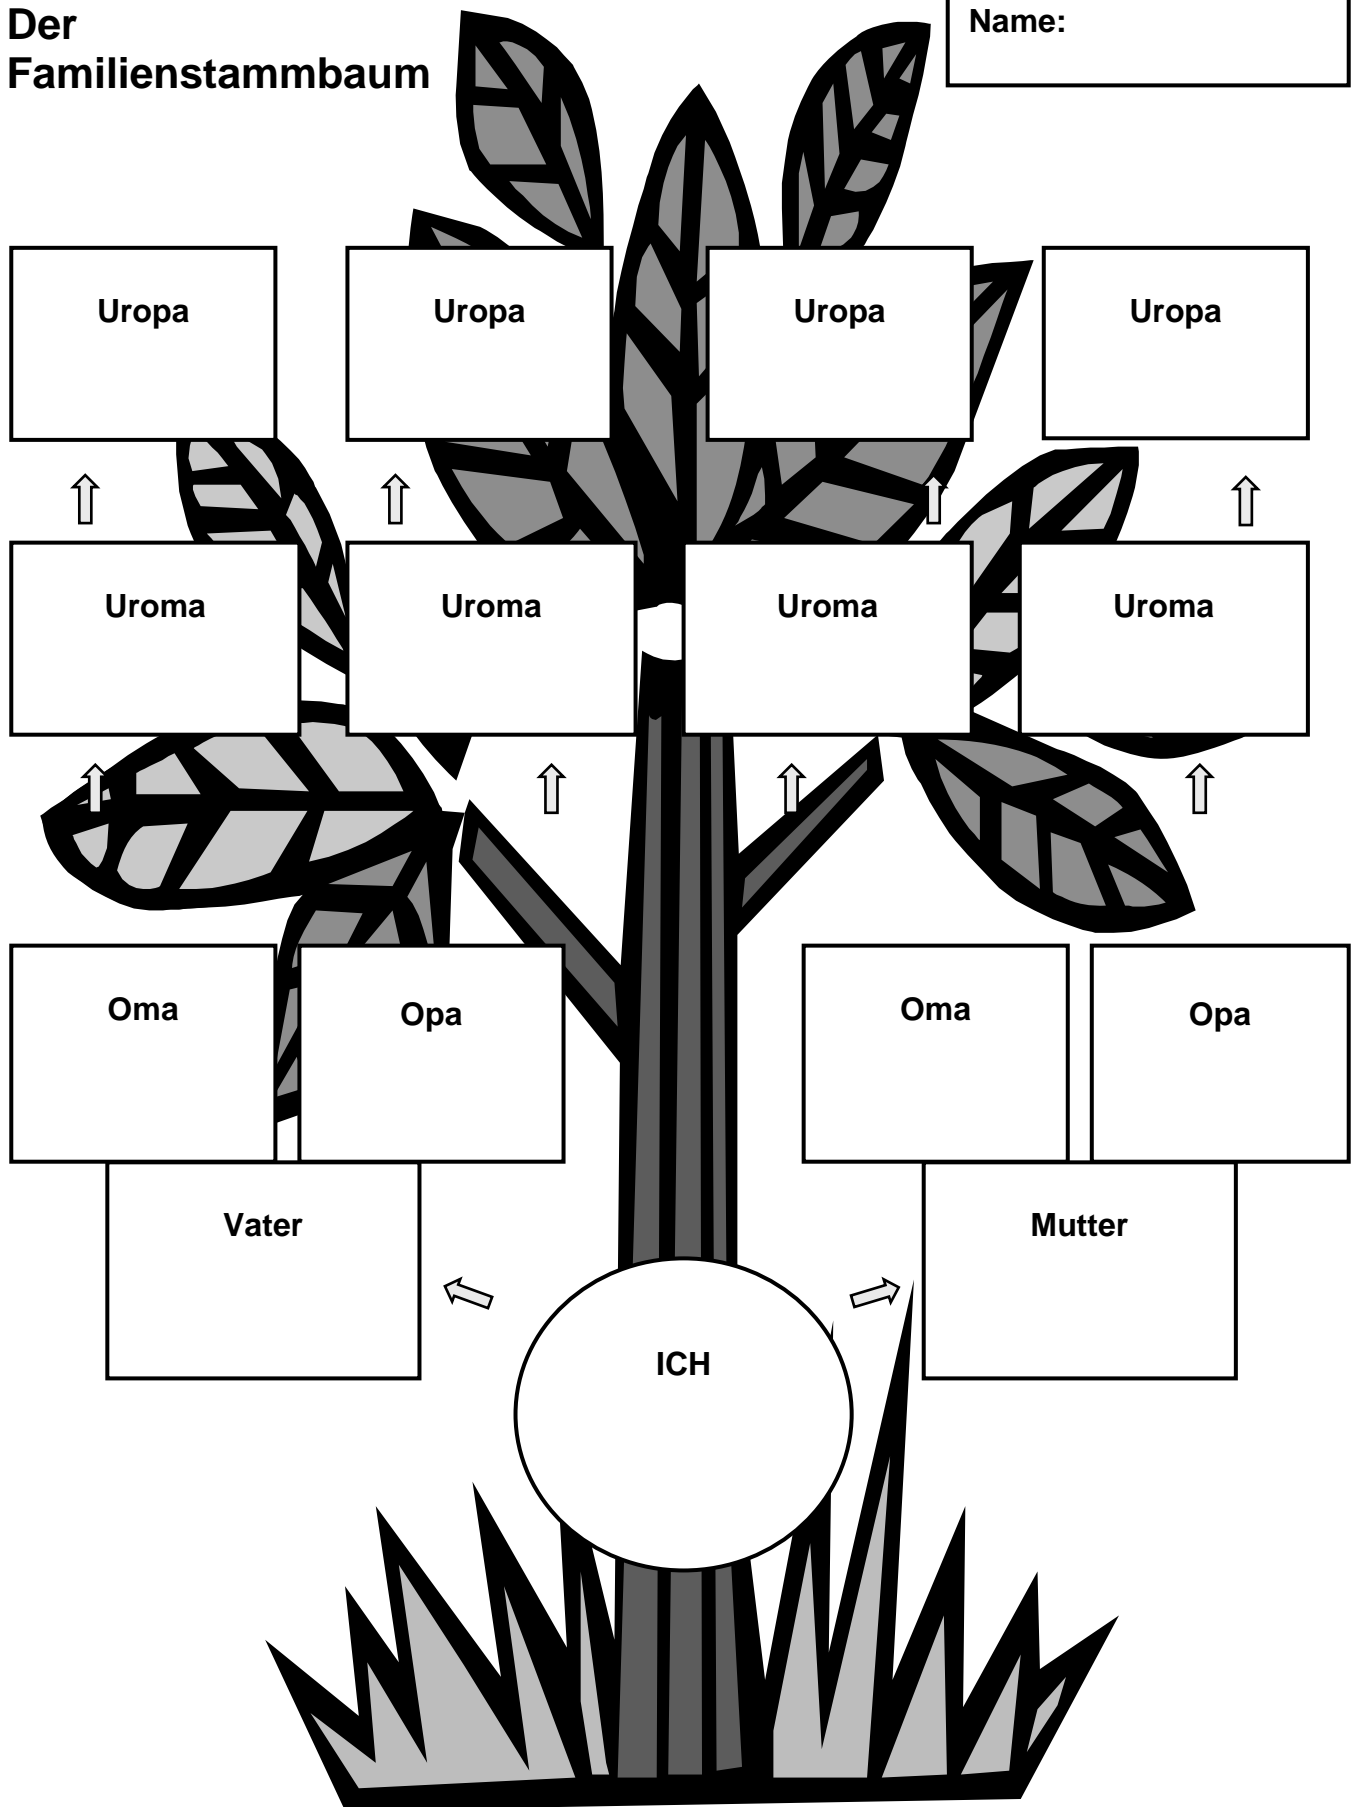 Der
Familienstammbaum
Name:
Uropa Uropa Uropa Uropa
Uroma Uroma Uroma Uroma
Oma Opa Oma Opa
Vater Mutter
ICH